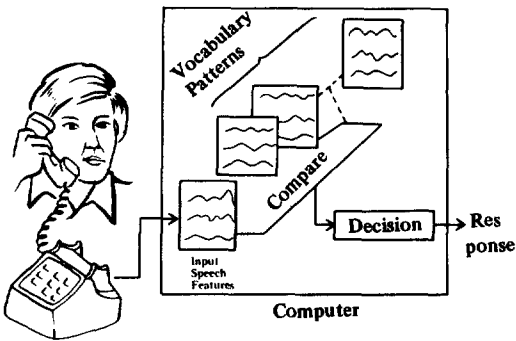 Vocabulary
Patterns
Compare
Decision
Res
ponse
Input
Speech
Features
Computer